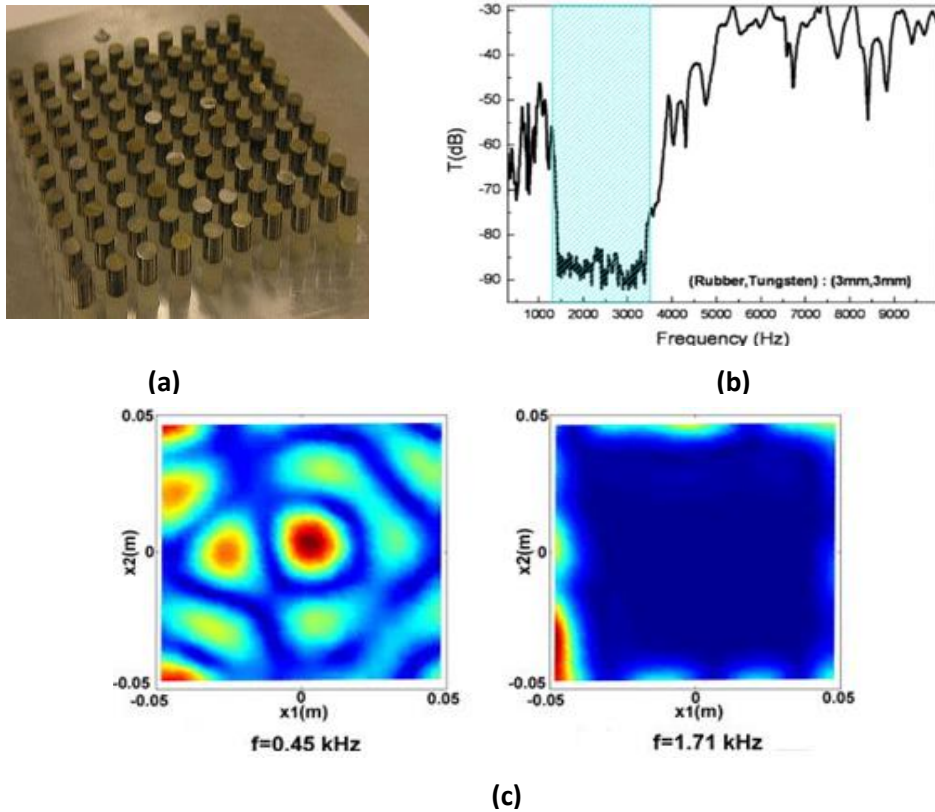 -30
-40
-50
-60
-70
-80
-90
T(dB)
(Rubber,Tungsten) : (3mm,3mm)
1000 2000 3000 4000 5000 6000 7000 8000 9000
Frequency (Hz)
(a)
(b)
0.05
0
-0.05
x2(m)
-0.05 0 0.05
x1(m)
f=0.45 kHz
0.05
0
-0.05
x2(m)
-0.05 0 0.05
x1(m)
f=1.71 kHz
(c)